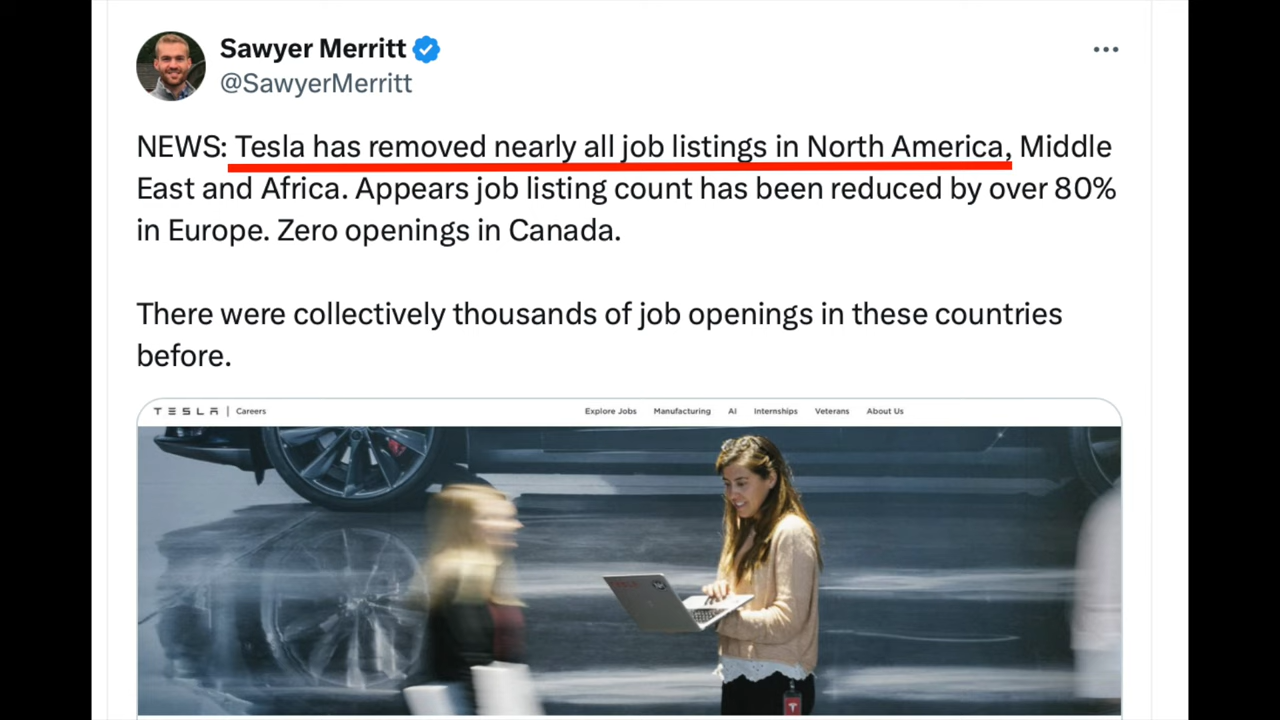 Sawyer Merritt
@SawyerMerritt
NEWS: Tesla has removed nearly all job listings in North America, Middle
East and Africa. Appears job listing count has been reduced by over 80%
in Europe. Zero openings in Canada.
There were collectively thousands of job openings in these countries
before.
TESLA | Careers Explore Jobs Manufacturing AI Internships Veterans About Us